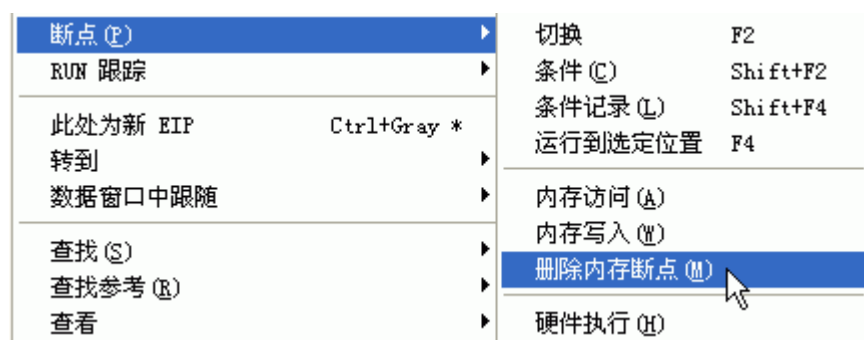 断点(P)
RUN 跟踪
此处为新 EIP Ctrl+Gray *
转到
数据窗口中跟随
查找(S)
查找参考(R)
查看
切换 F2
条件(C) Shift+F2
条件记录(L) Shift+F4
运行到选定位置 F4
内存访问(A)
内存写入(W)
删除内存断点(M)
硬件执行(H)